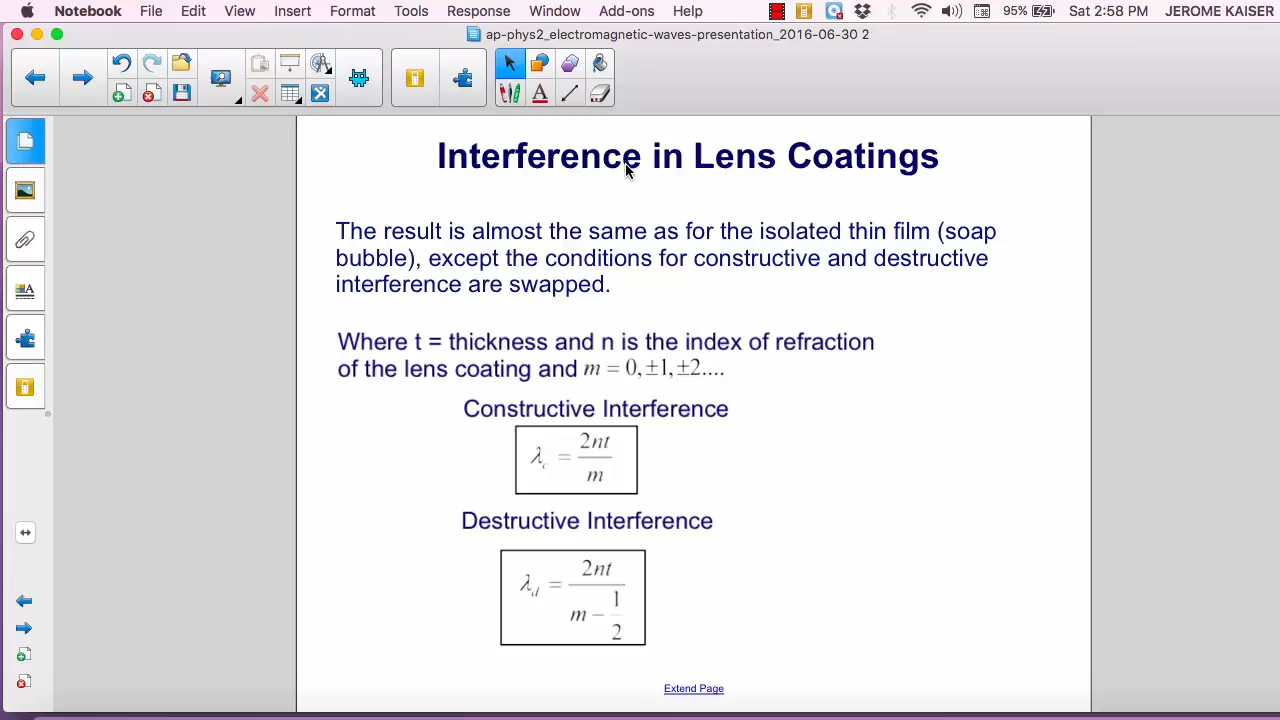 Notebook File Edit View Insert Format Tools Response Window Add-ons Help 95% Sat 2:58 PM JEROME KAISER
ap-phys2_electromagnetic-waves-presentation_2016-06-30 2
Interference in Lens Coatings
The result is almost the same as for the isolated thin film (soap
bubble), except the conditions for constructive and destructive
interference are swapped.
Where t = thickness and n is the index of refraction
of the lens coating and m = 0, ±1, ±2....
Constructive Interference
λc = 2nt/m
Destructive Interference
λd = 2nt/(m − 1/2)
Extend Page